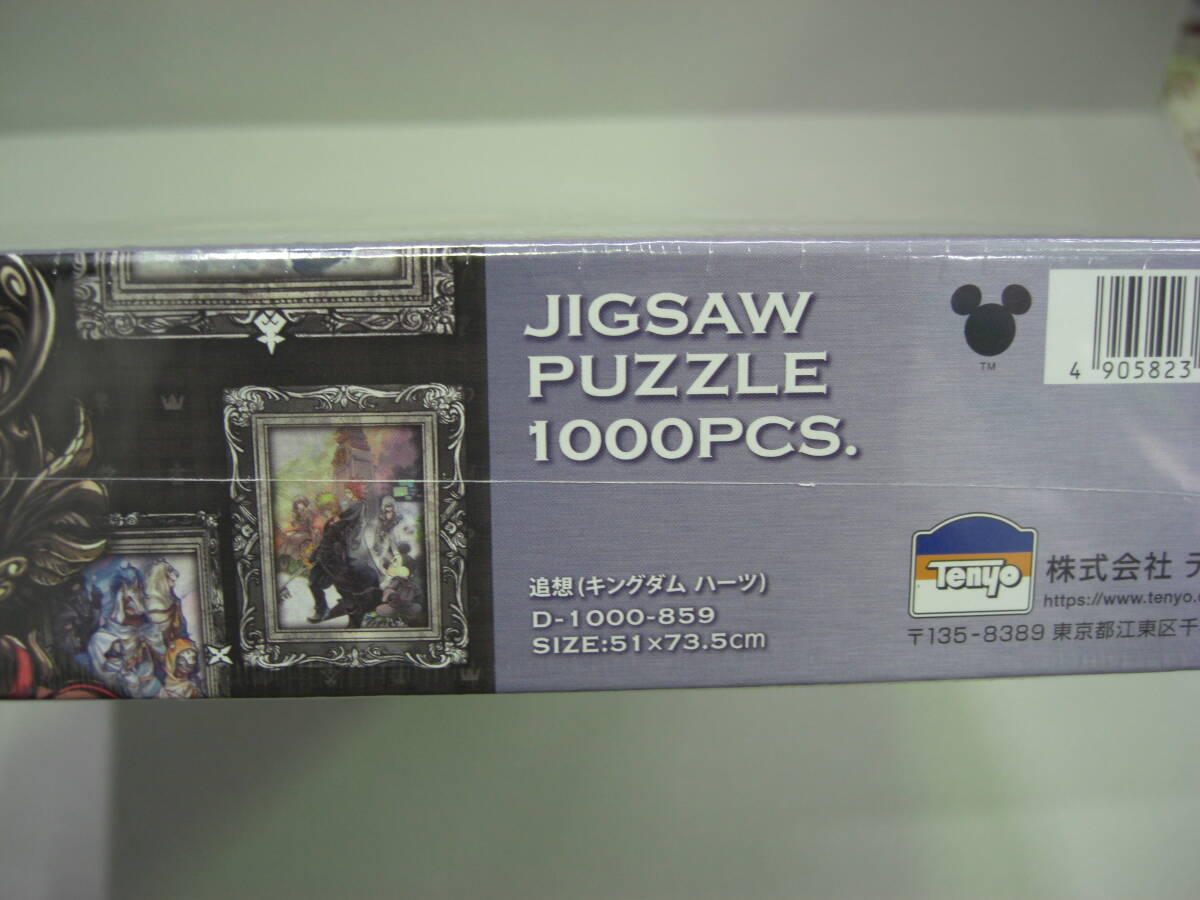 JIGSAW
PUZZLE
1000PCS.
追想(キングダム ハーツ)
D-1000-859
SIZE:51×73.5cm
TM
4 905823
Tenyo
株式会社
https://www.tenyo.
〒135-8389 東京都江東区千